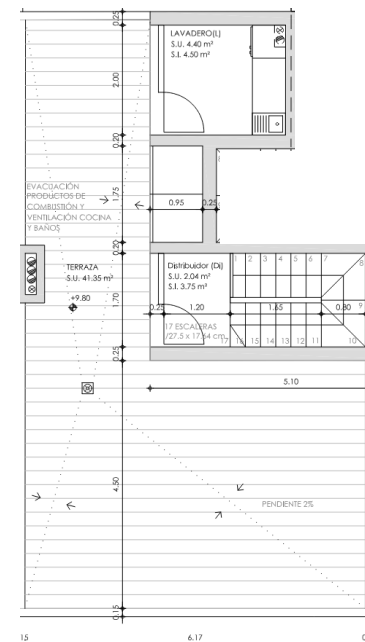 0.25
LAVADERO(L)
S.U. 4.40 m²
S.I. 4.50 m²
2.00
0.20
EVACUACIÓN
PRODUCTOS DE
COMBUSTIÓN Y
VENTILACIÓN COCINA
Y BAÑOS
1.75
0.95
0.25
0.20
TERRAZA
S.U. 41.35 m²
+9.80
Distribuidor (Di)
S.U. 2.04 m²
S.I. 3.75 m²
1 2 3 4 5 6 7
8
1.70
0.25 1.20 1.65 0.80 9
17 ESCALERAS
/27.5 x 17.64 cm
17 16 15 14 13 12 11 10
0.25
5.10
4.50
PENDIENTE 2%
0.15
15 6.17